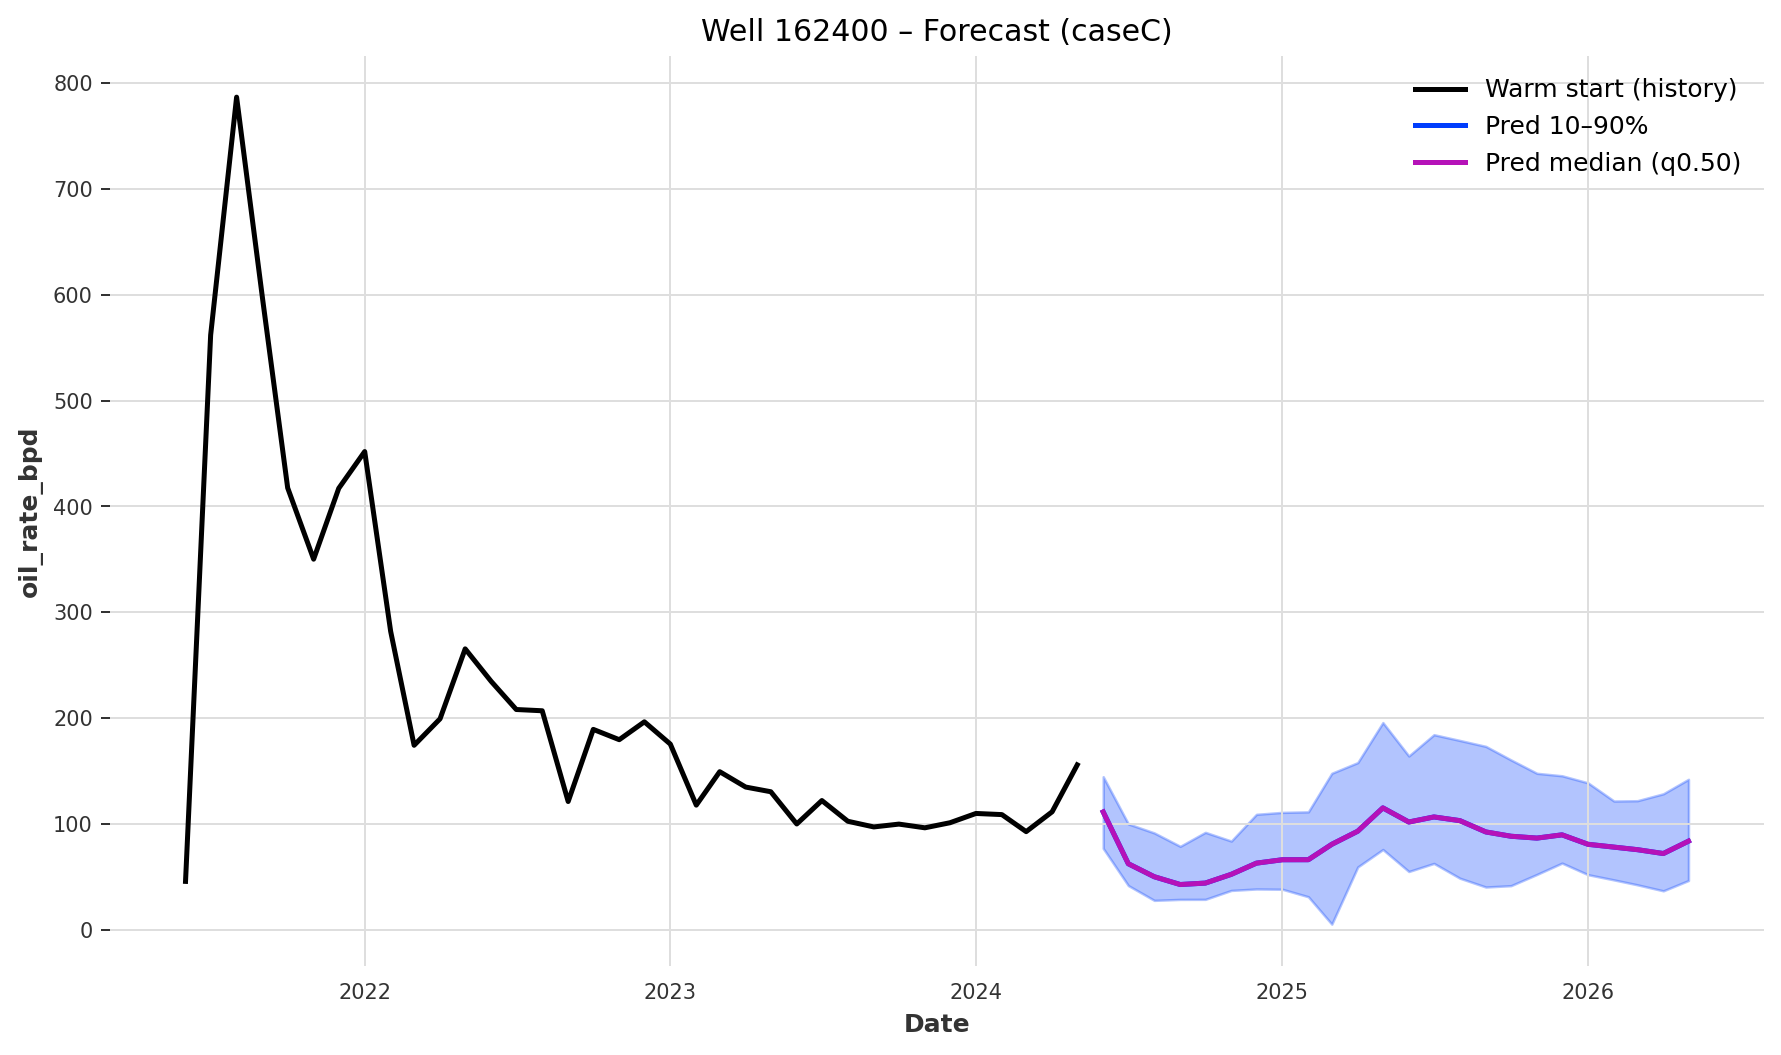 Well 162400 – Forecast (caseC)
Warm start (history)
Pred 10–90%
Pred median (q0.50)
oil_rate_bpd
800
700
600
500
400
300
200
100
0
2022 2023 2024 2025 2026
Date